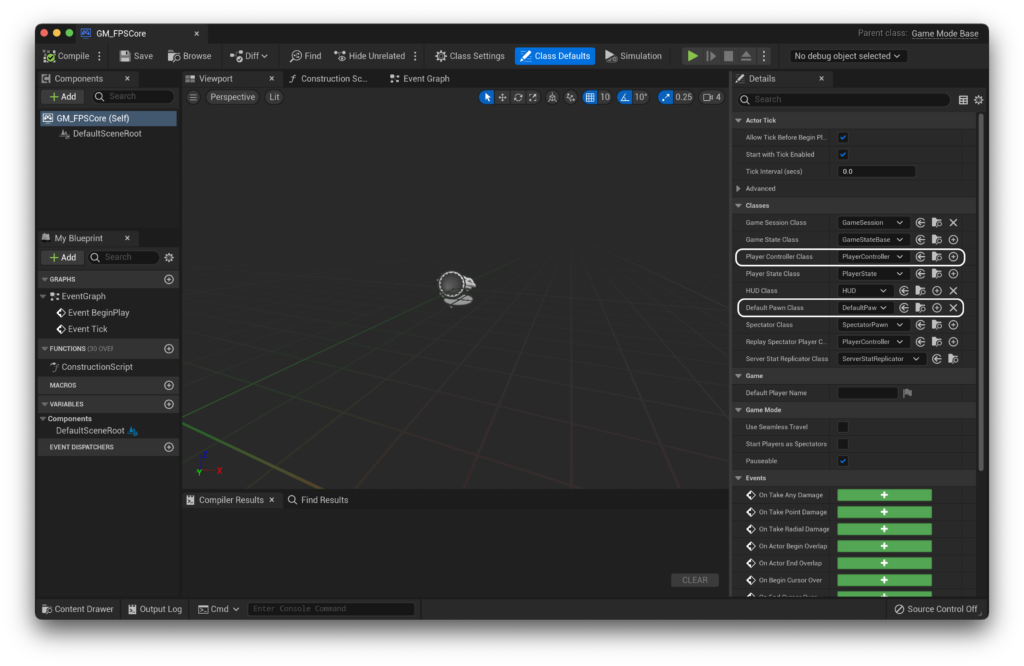 GM_FPSCore
Parent class: Game Mode Base
Compile
Save
Browse
Diff
Find
Hide Unrelated
Class Settings
Class Defaults
Simulation
No debug object selected
Components
Viewport
Construction Sc...
Event Graph
Details
Add
Search
Perspective
Lit
10
10°
0.25
4
Search
GM_FPSCore (Self)
DefaultSceneRoot
My Blueprint
Add
Search
GRAPHS
EventGraph
Event BeginPlay
Event Tick
FUNCTIONS (30 OVEF
ConstructionScript
MACROS
VARIABLES
Components
DefaultSceneRoot
EVENT DISPATCHERS
X
Y
Z
Compiler Results
Find Results
CLEAR
Actor Tick
Allow Tick Before Begin Pl...
Start with Tick Enabled
Tick Interval (secs) 0.0
Advanced
Classes
Game Session Class GameSession
Game State Class GameStateBase
Player Controller Class PlayerController
Player State Class PlayerState
HUD Class HUD
Default Pawn Class DefaultPaw
Spectator Class SpectatorPawn
Replay Spectator Player C... PlayerController
Server Stat Replicator Class ServerStatReplicator
Game
Default Player Name
Game Mode
Use Seamless Travel
Start Players as Spectators
Pauseable
Events
On Take Any Damage
On Take Point Damage
On Take Radial Damage
On Actor Begin Overlap
On Actor End Overlap
On Begin Cursor Over
On End Cursor Over
Content Drawer
Output Log
Cmd
Enter Console Command
Source Control Off